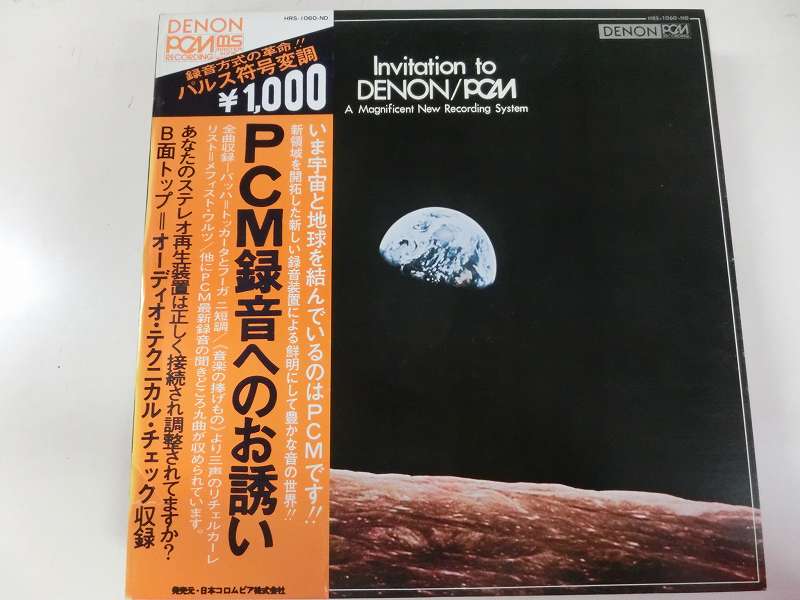 DENON
PCM MS
RECORDING
HRS-1060-ND
録音方式の革命!!
パルス符号変調
¥1,000
いま宇宙と地球を結んでいるのはPCMです!!
新領域を開拓した新しい録音装置による鮮明にして豊かな音の世界!!
PCM録音へのお誘い
全曲収録―バッハ=トッカータとフーガ ニ短調/《音楽の捧げもの》より三声のリチェルカーレ
リスト=メフィスト・ワルツ/他にPCM最新録音の聞きどころ九曲が収められています。
あなたのステレオ再生装置は正しく接続され調整されてますか?
B面トップ=オーディオ・テクニカル・チェック収録
発売元・日本コロムビア株式会社
HRS-1060-ND
DENON PCM
RECORDING
Invitation to
DENON/PCM
A Magnificent New Recording System